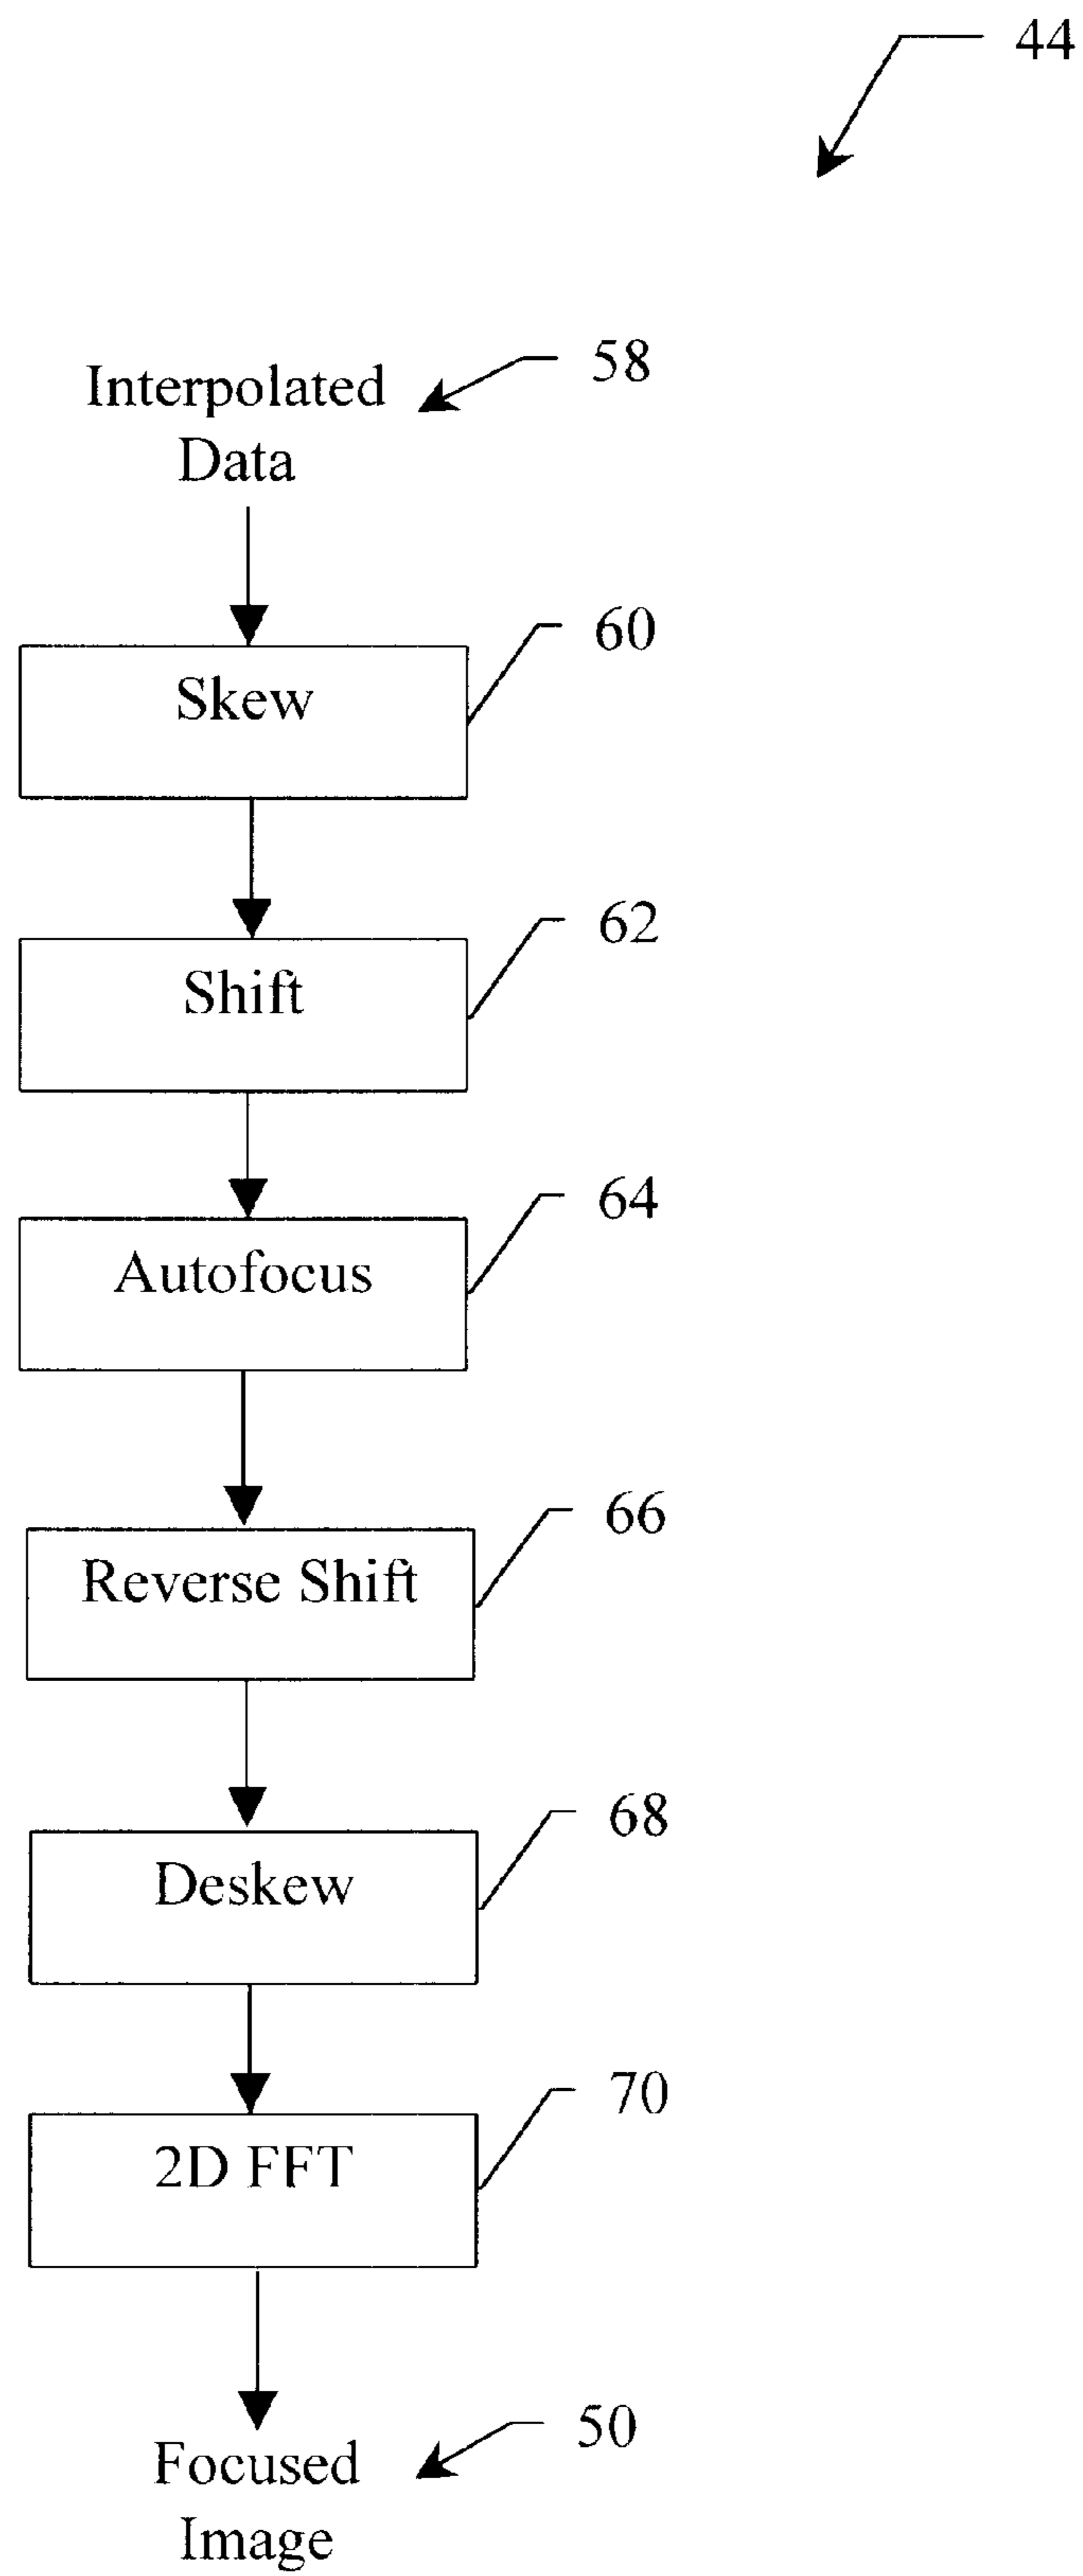 44
58
Interpolated
Data
60
Skew
62
Shift
64
Autofocus
66
Reverse Shift
68
Deskew
70
2D FFT
50
Focused
Image